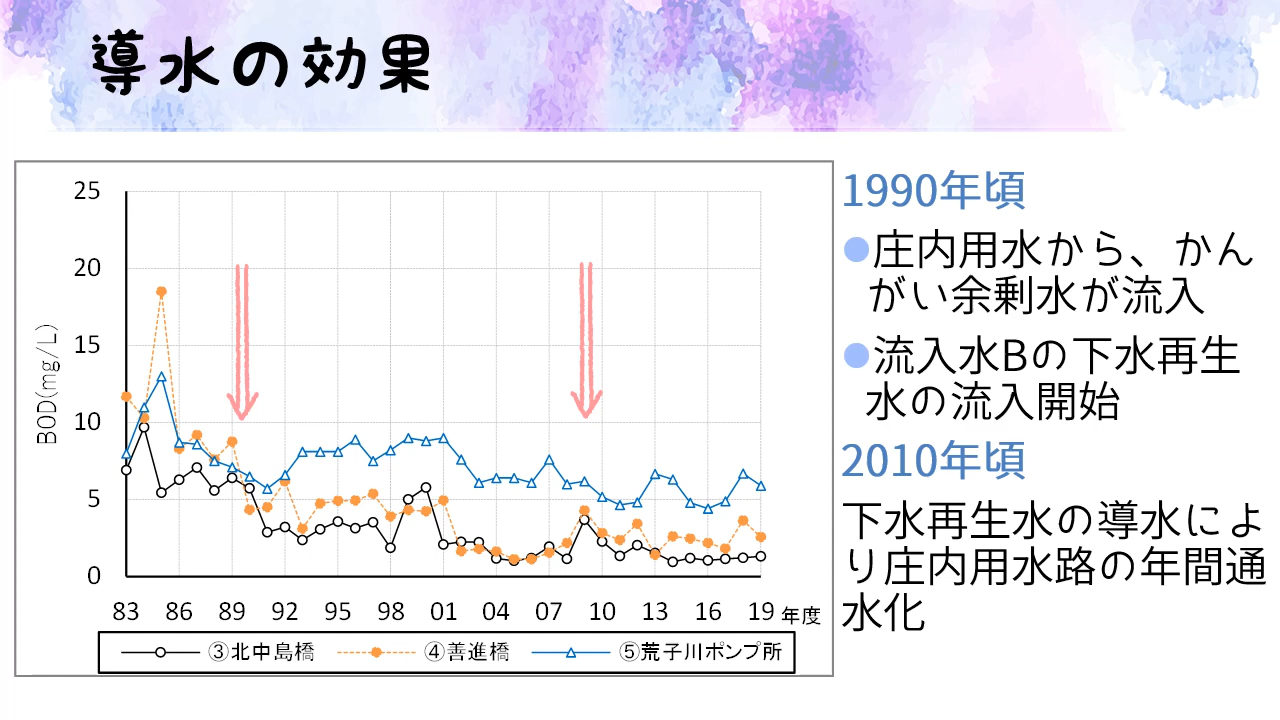 導水の効果
25
20
15
10
5
0
BOD(mg/L)
83 86 89 92 95 98 01 04 07 10 13 16 19 年度
③北中島橋 ④善進橋 ⑤荒子川ポンプ所
1990年頃
●庄内用水から、かん
がい余剰水が流入
●流入水Bの下水再生
水の流入開始
2010年頃
下水再生水の導水によ
り庄内用水路の年間通
水化